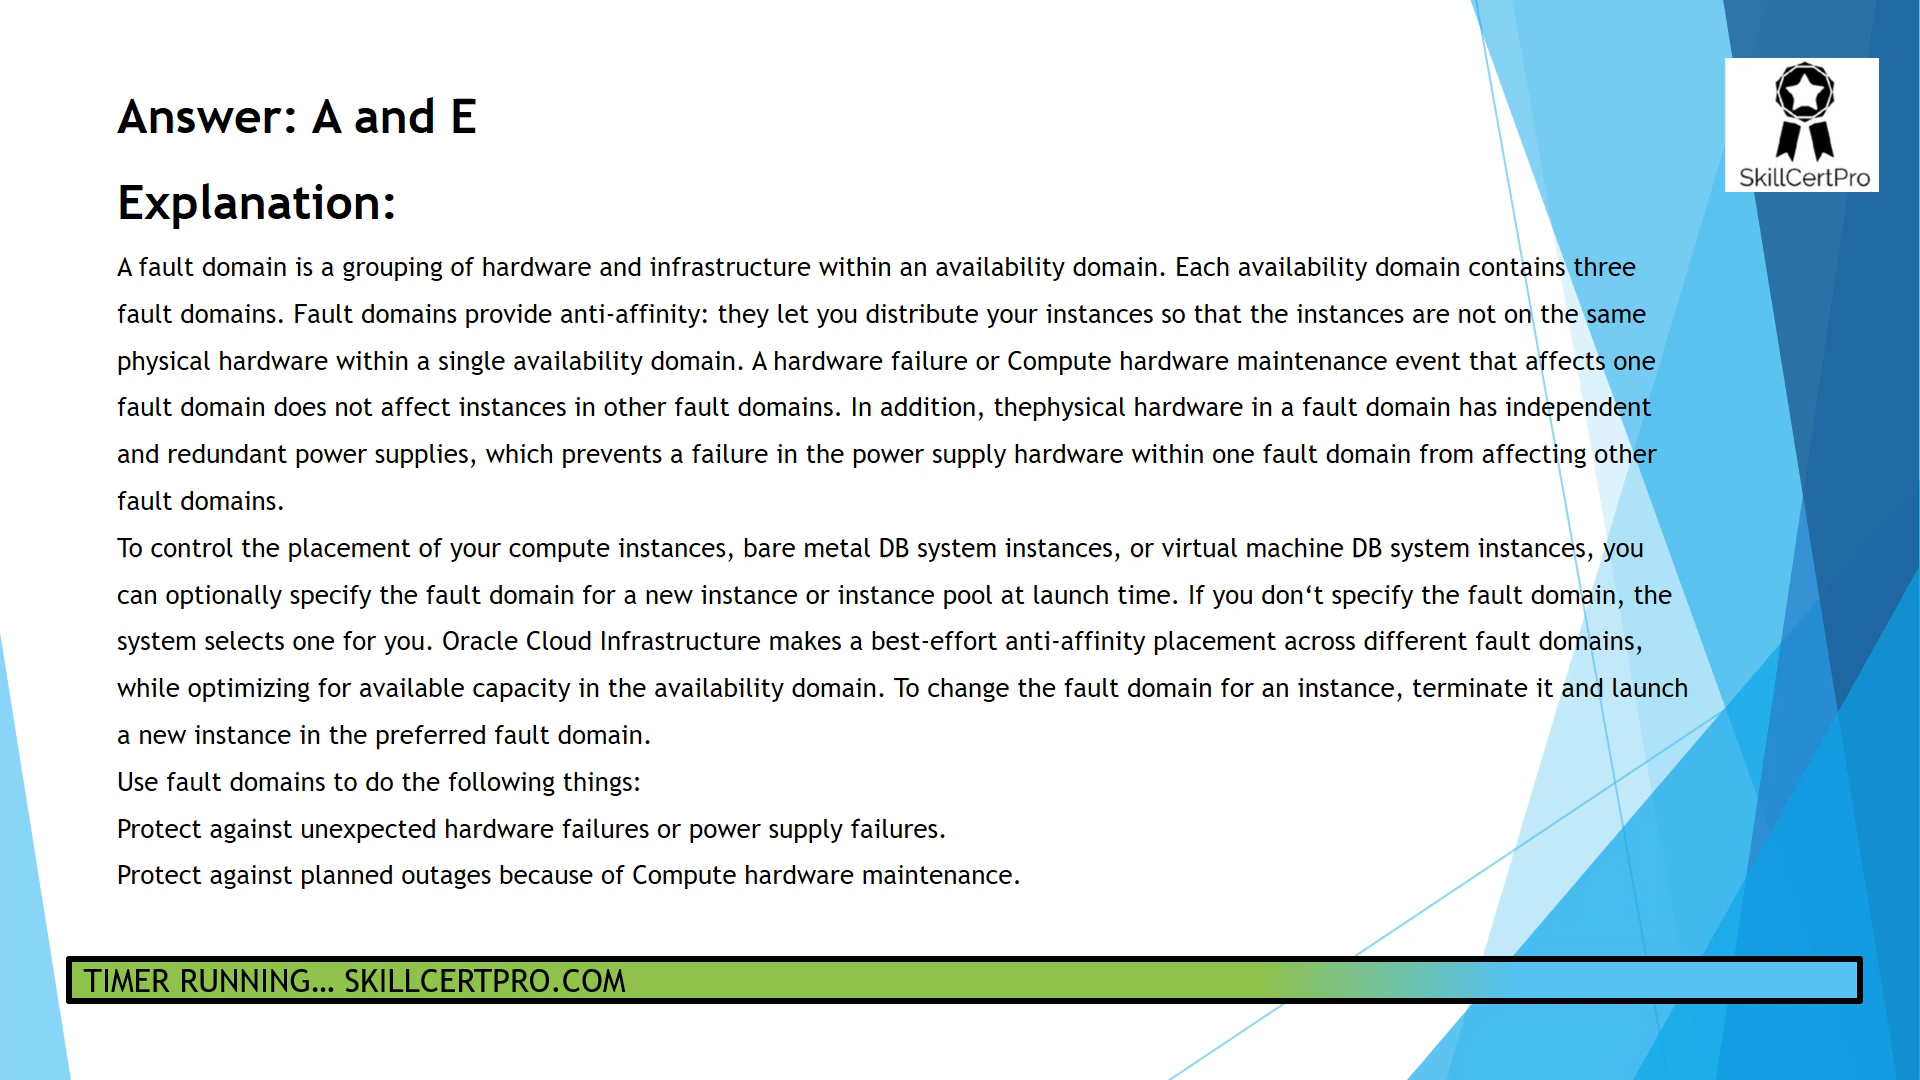 SkillCertPro
Answer: A and E
Explanation:
A fault domain is a grouping of hardware and infrastructure within an availability domain. Each availability domain contains three
fault domains. Fault domains provide anti-affinity: they let you distribute your instances so that the instances are not on the same
physical hardware within a single availability domain. A hardware failure or Compute hardware maintenance event that affects one
fault domain does not affect instances in other fault domains. In addition, thephysical hardware in a fault domain has independent
and redundant power supplies, which prevents a failure in the power supply hardware within one fault domain from affecting other
fault domains.
To control the placement of your compute instances, bare metal DB system instances, or virtual machine DB system instances, you
can optionally specify the fault domain for a new instance or instance pool at launch time. If you don‘t specify the fault domain, the
system selects one for you. Oracle Cloud Infrastructure makes a best-effort anti-affinity placement across different fault domains,
while optimizing for available capacity in the availability domain. To change the fault domain for an instance, terminate it and launch
a new instance in the preferred fault domain.
Use fault domains to do the following things:
Protect against unexpected hardware failures or power supply failures.
Protect against planned outages because of Compute hardware maintenance.
TIMER RUNNING… SKILLCERTPRO.COM